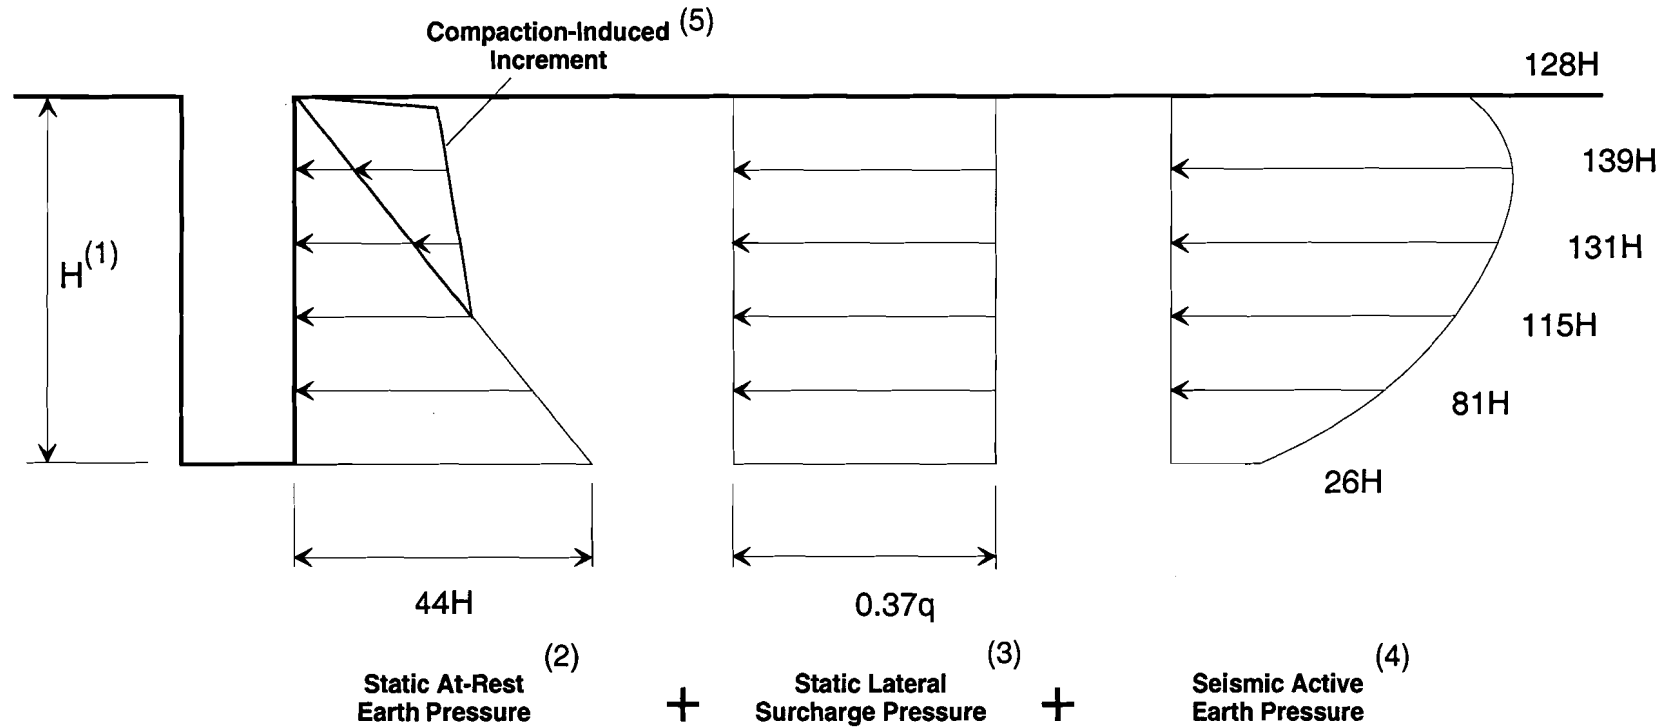 Compaction-Induced (5)
Increment
128H
139H
H(1)
131H
115H
81H
26H
44H
0.37q
Static At-Rest (2)
Earth Pressure
+
Static Lateral (3)
Surcharge Pressure
+
Seismic Active (4)
Earth Pressure